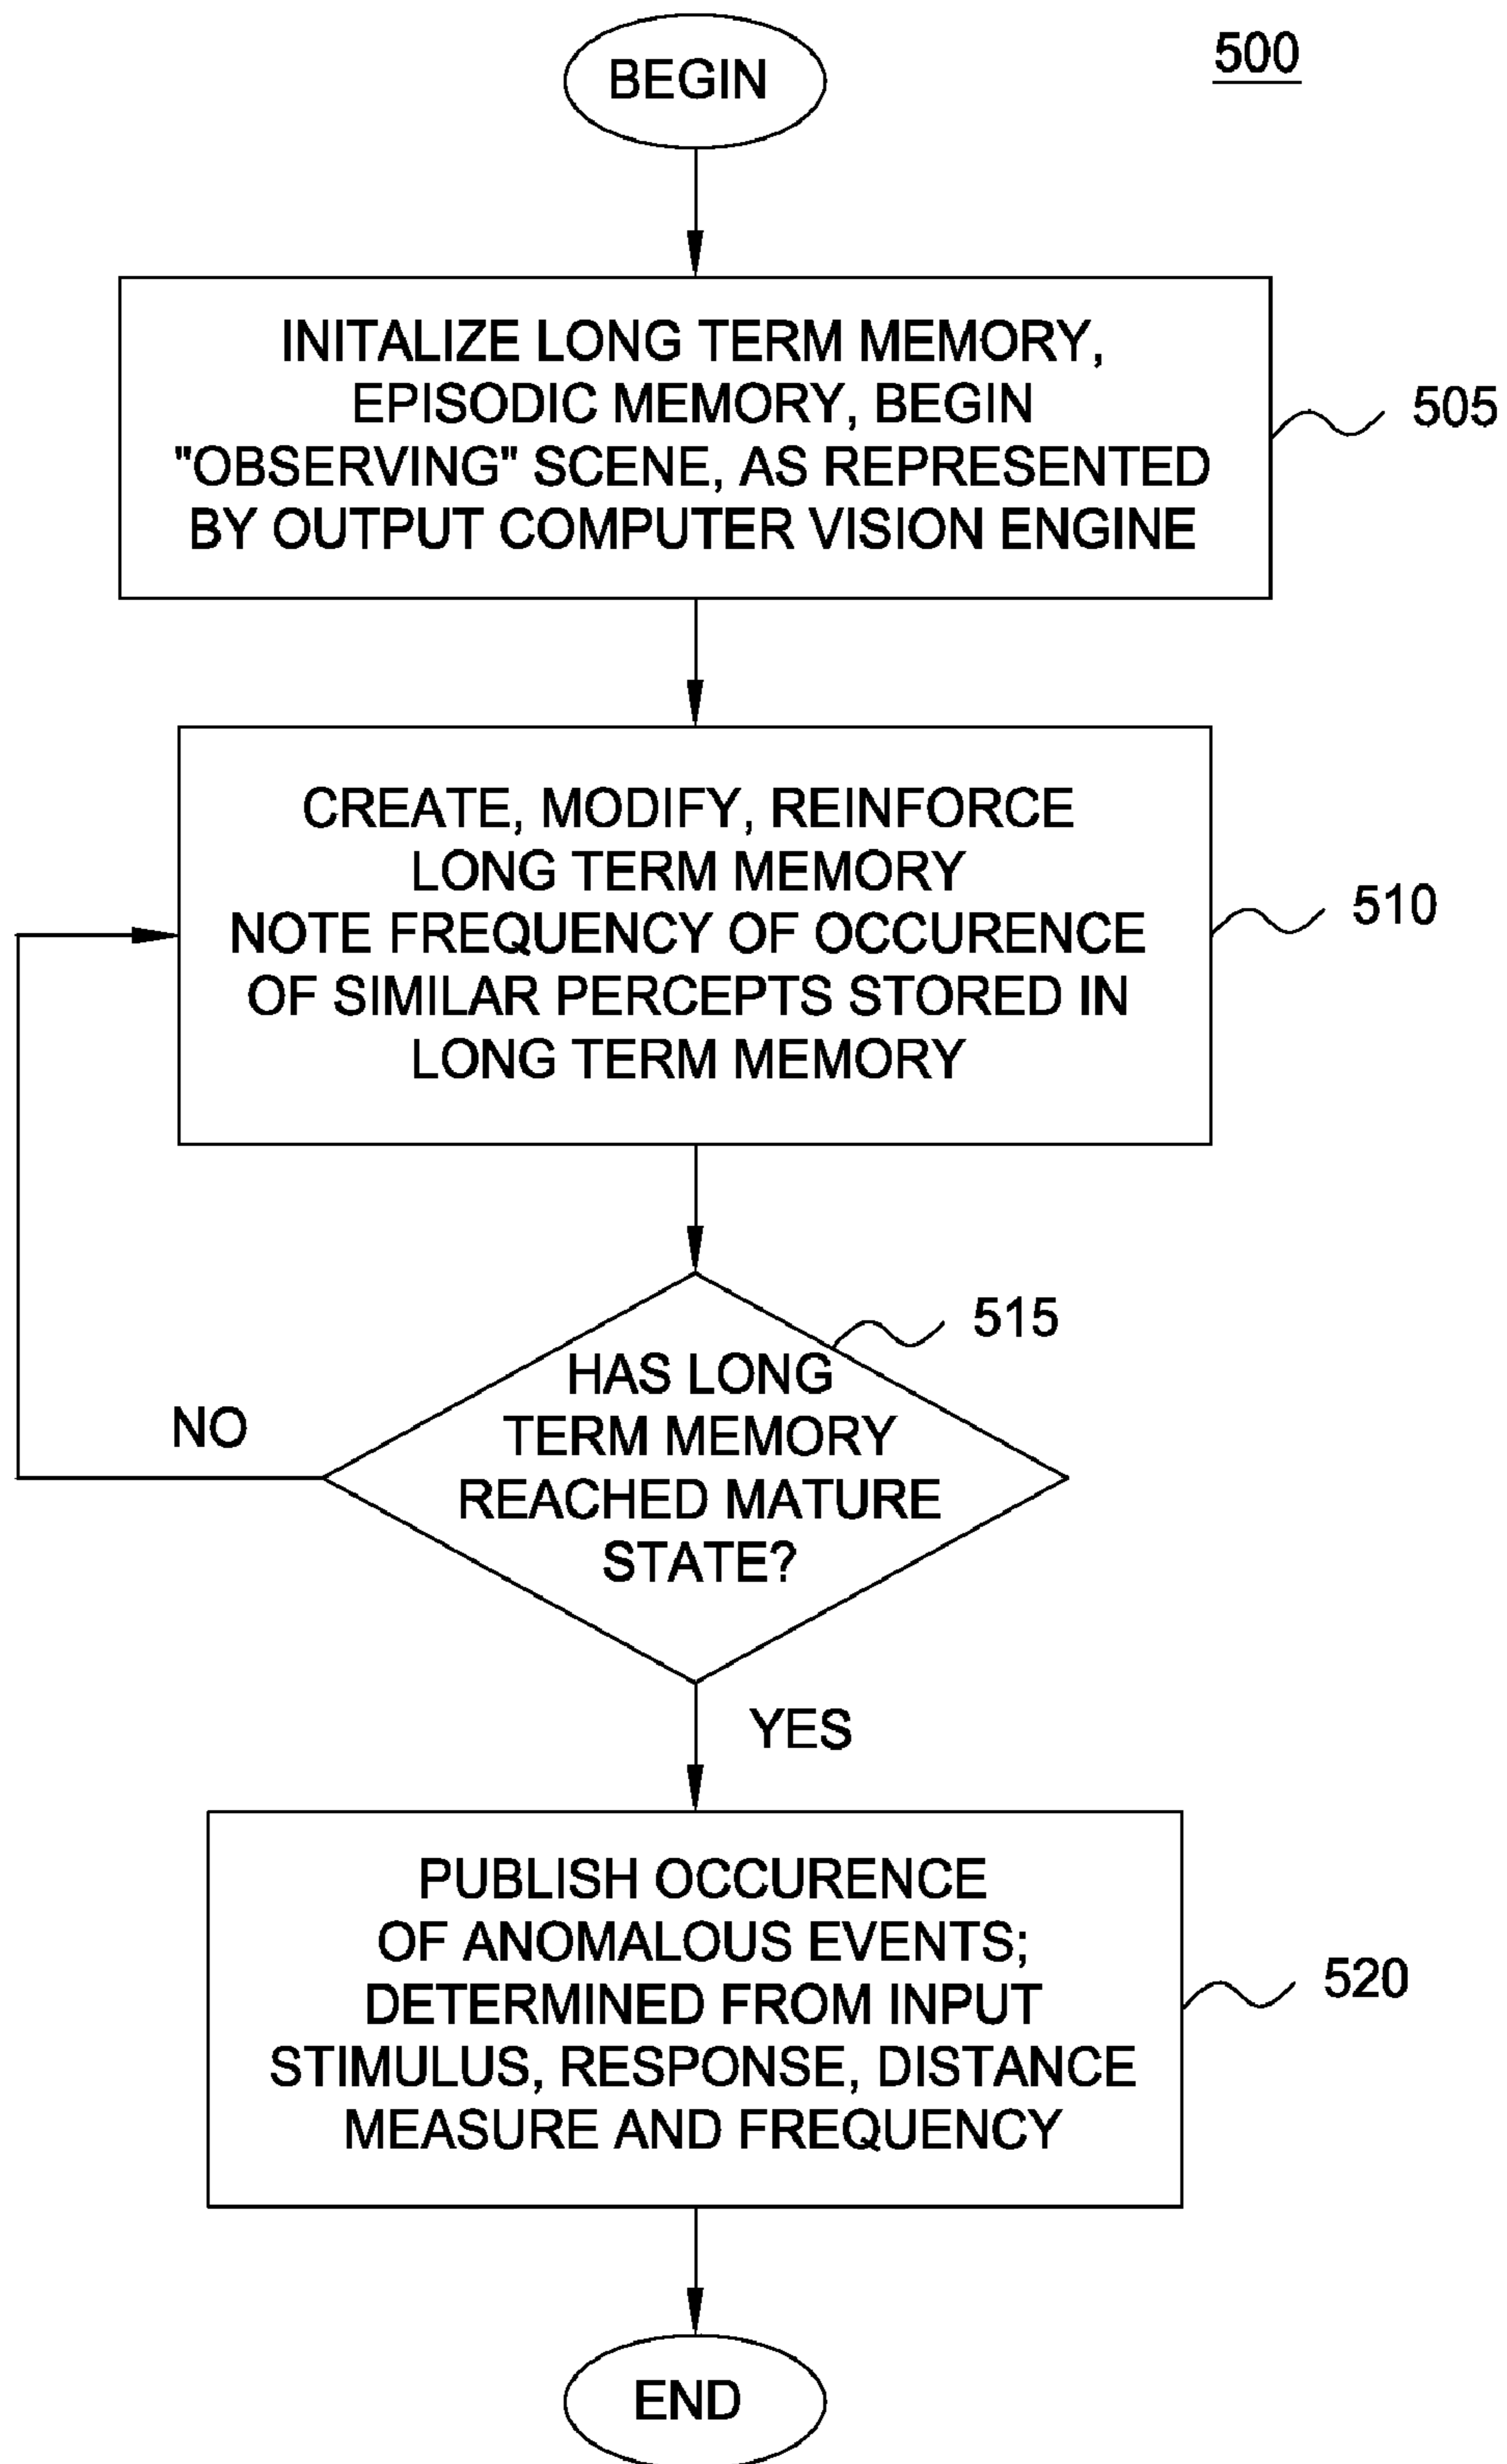 500
BEGIN
INITALIZE LONG TERM MEMORY,
EPISODIC MEMORY, BEGIN
"OBSERVING" SCENE, AS REPRESENTED
BY OUTPUT COMPUTER VISION ENGINE
505
CREATE, MODIFY, REINFORCE
LONG TERM MEMORY
NOTE FREQUENCY OF OCCURENCE
OF SIMILAR PERCEPTS STORED IN
LONG TERM MEMORY
510
515
HAS LONG
TERM MEMORY
REACHED MATURE
STATE?
NO
YES
PUBLISH OCCURENCE
OF ANOMALOUS EVENTS;
DETERMINED FROM INPUT
STIMULUS, RESPONSE, DISTANCE
MEASURE AND FREQUENCY
520
END